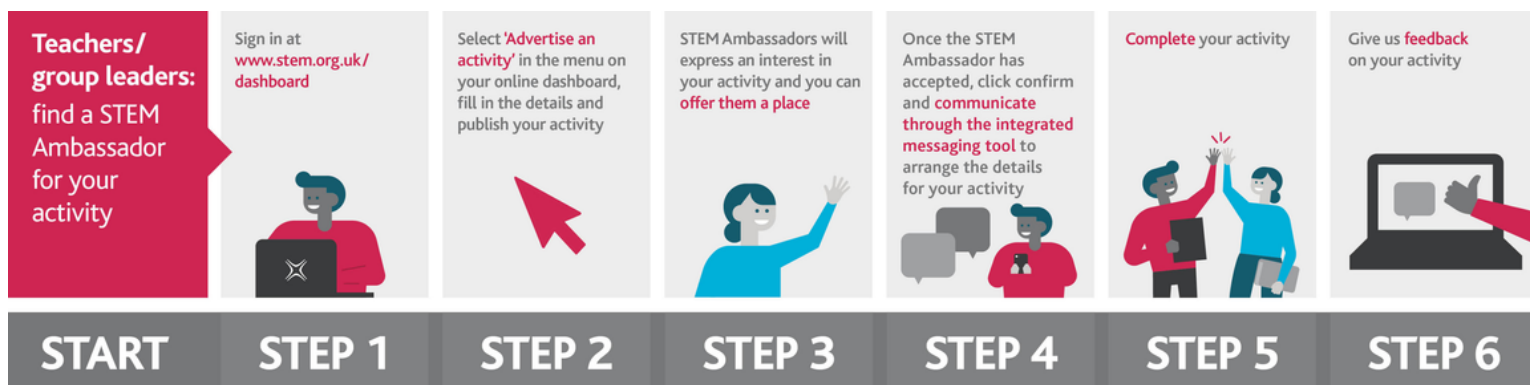 Teachers/
group leaders:
find a STEM
Ambassador
for your
activity
Sign in at
www.stem.org.uk/
dashboard
Select 'Advertise an
activity' in the menu on
your online dashboard,
fill in the details and
publish your activity
STEM Ambassadors will
express an interest in
your activity and you can
offer them a place
Once the STEM
Ambassador has
accepted, click confirm
and communicate
through the integrated
messaging tool to
arrange the details
for your activity
Complete your activity
Give us feedback
on your activity
START
STEP 1
STEP 2
STEP 3
STEP 4
STEP 5
STEP 6